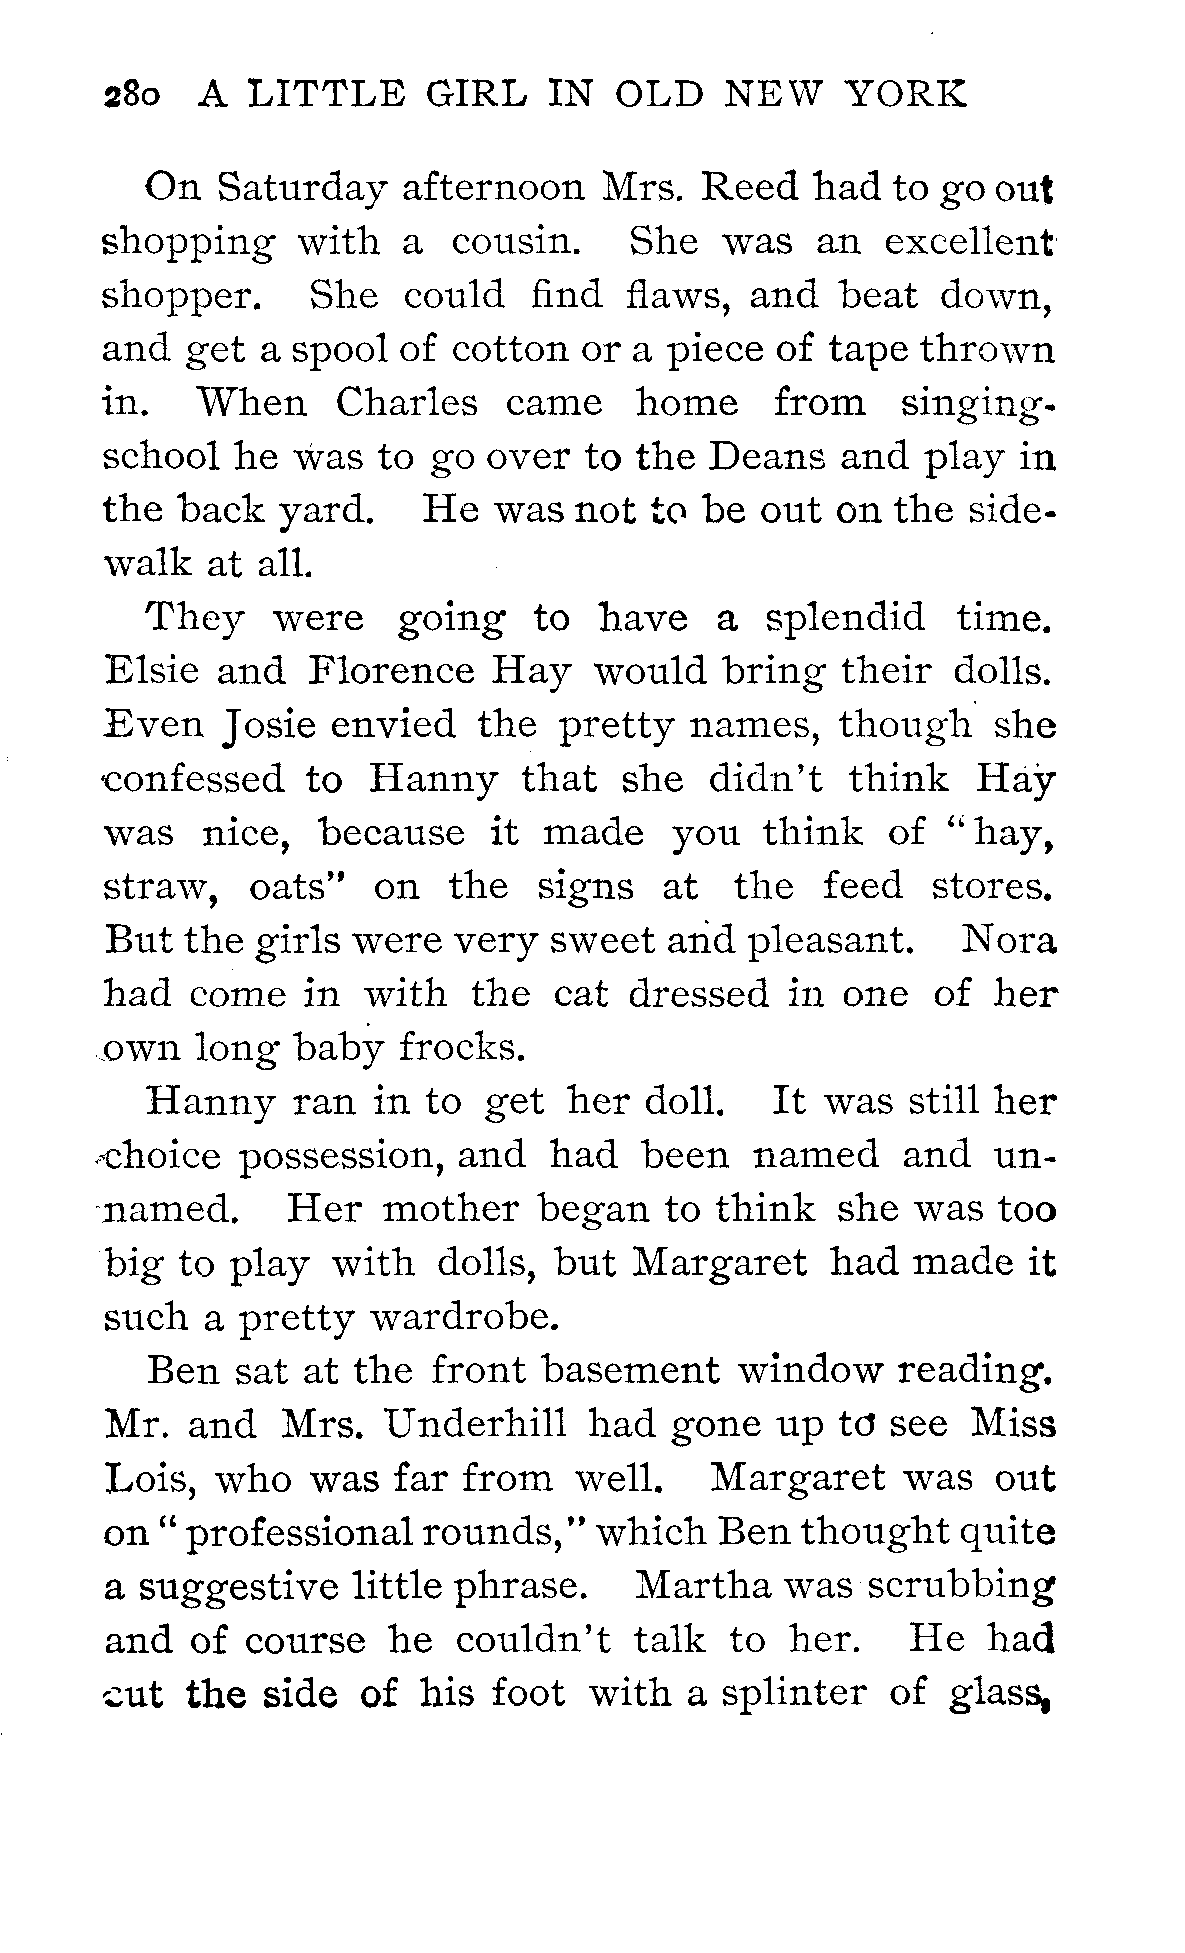 280 A LITTLE GIRL IN OLD NEW YORK
On Saturday afternoon Mrs. Reed had to go out
shopping with a cousin. She was an excellent
shopper. She could find flaws, and beat down,
and get a spool of cotton or a piece of tape thrown
in. When Charles came home from singing-
school he was to go over to the Deans and play in
the back yard. He was not to be out on the side-
walk at all.
They were going to have a splendid time.
Elsie and Florence Hay would bring their dolls.
Even Josie envied the pretty names, though she
confessed to Hanny that she didn't think Hay
was nice, because it made you think of "hay,
straw, oats" on the signs at the feed stores.
But the girls were very sweet and pleasant. Nora
had come in with the cat dressed in one of her
own long baby frocks.
Hanny ran in to get her doll. It was still her
choice possession, and had been named and un-
named. Her mother began to think she was too
big to play with dolls, but Margaret had made it
such a pretty wardrobe.
Ben sat at the front basement window reading.
Mr. and Mrs. Underhill had gone up to see Miss
Lois, who was far from well. Margaret was out
on "professional rounds," which Ben thought quite
a suggestive little phrase. Martha was scrubbing
and of course he couldn't talk to her. He had
cut the side of his foot with a splinter of glass,